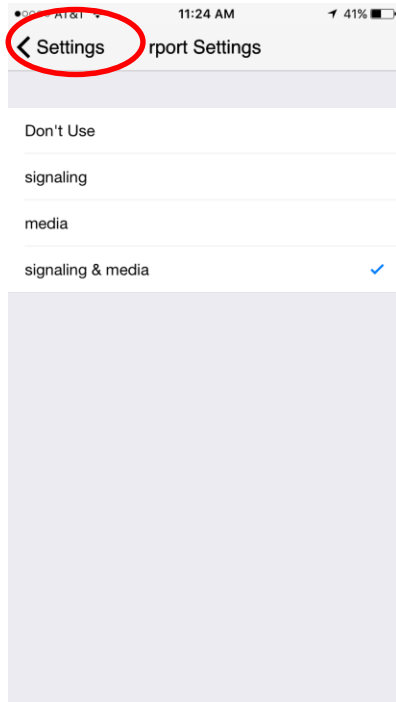 AT&T 11:24 AM 41%
Settings rport Settings
Don't Use
signaling
media
signaling & media